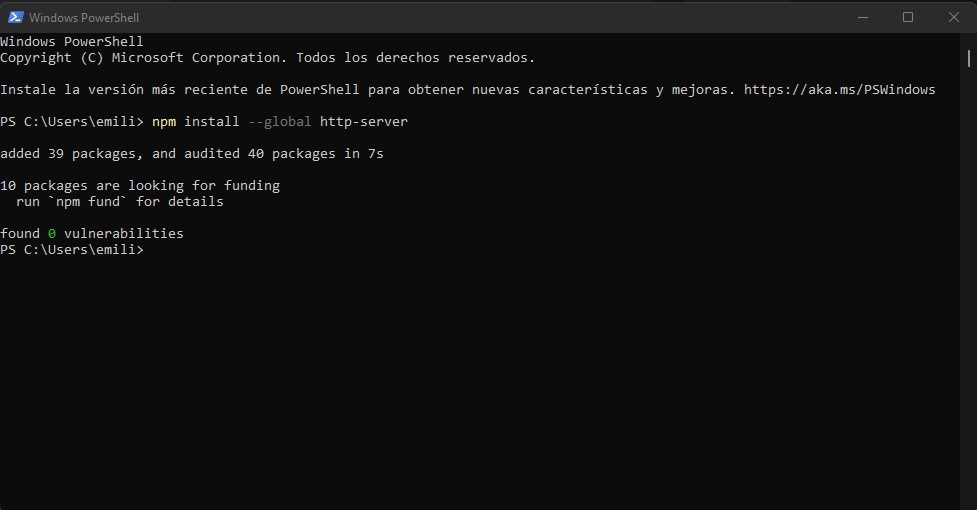 Windows PowerShell
Windows PowerShell
Copyright (C) Microsoft Corporation. Todos los derechos reservados.
Instale la versión más reciente de PowerShell para obtener nuevas características y mejoras. https://aka.ms/PSWindows
PS C:\Users\emili> npm install --global http-server
added 39 packages, and audited 40 packages in 7s
10 packages are looking for funding
  run `npm fund` for details
found 0 vulnerabilities
PS C:\Users\emili>